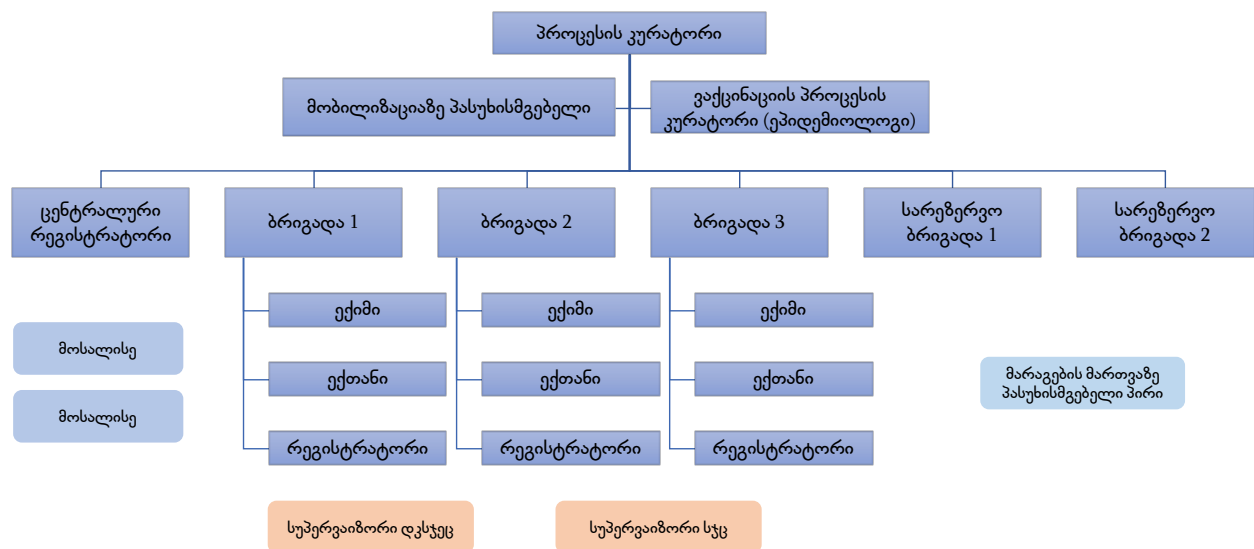 პროცესის კურატორი
მობილიზაციაზე პასუხისმგებელი
ვაქცინაციის პროცესის
კურატორი (ეპიდემიოლოგი)
ცენტრალური
რეგისტრატორი
ბრიგადა 1
ბრიგადა 2
ბრიგადა 3
სარეზერვო
ბრიგადა 1
სარეზერვო
ბრიგადა 2
ექიმი
ექიმი
ექიმი
მოსალისე
ექთანი
ექთანი
ექთანი
მარაგების მართვაზე
პასუხისმგებელი პირი
მოსალისე
რეგისტრატორი
რეგისტრატორი
რეგისტრატორი
სუპერვაიზორი დკსჯეც
სუპერვაიზორი სჯც